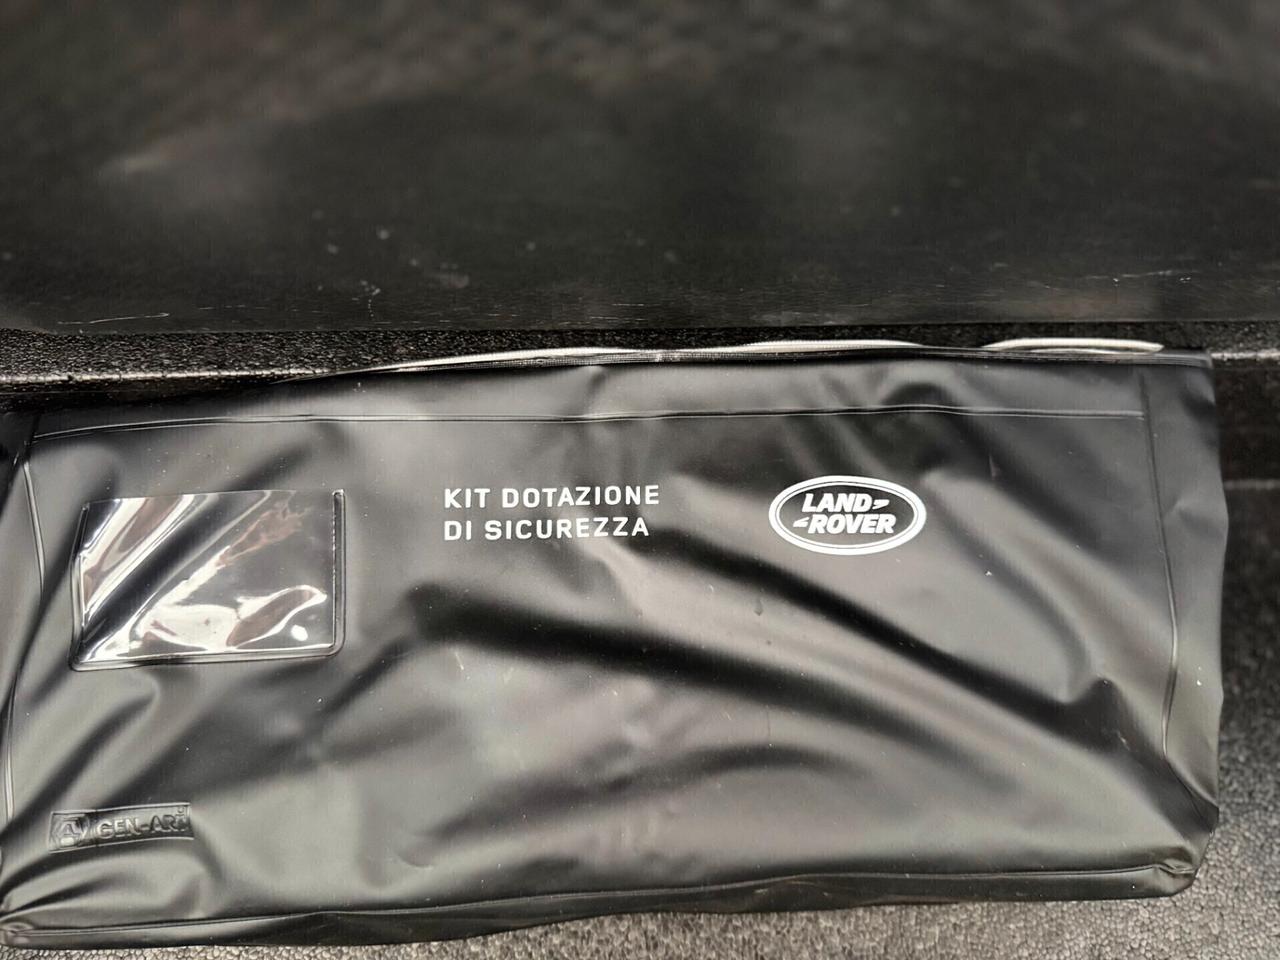 KIT DOTAZIONE
DI SICUREZZA
LAND
ROVER
GEN-ART